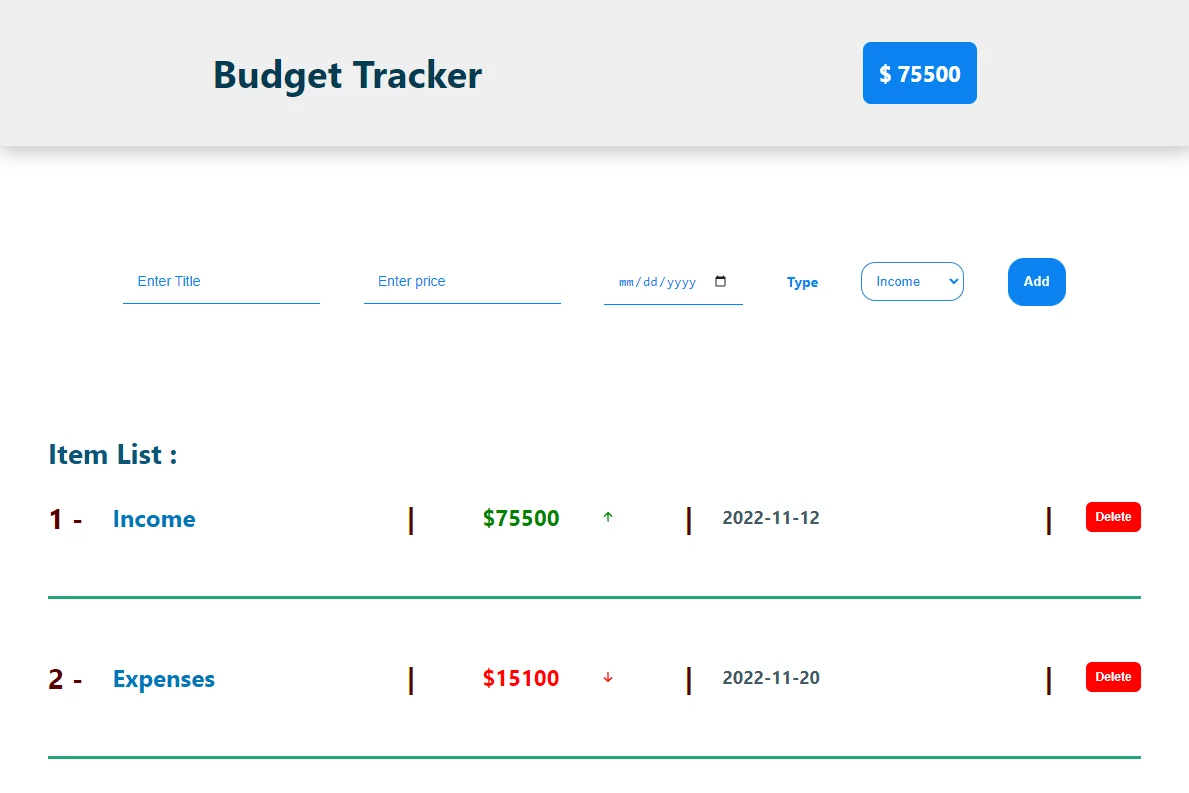 Budget Tracker $ 75500
Enter Title Enter price mm/dd/yyyy Type Income Add
Item List :
1 - Income | $75500 ↑ | 2022-11-12 | Delete
2 - Expenses | $15100 ↓ | 2022-11-20 | Delete